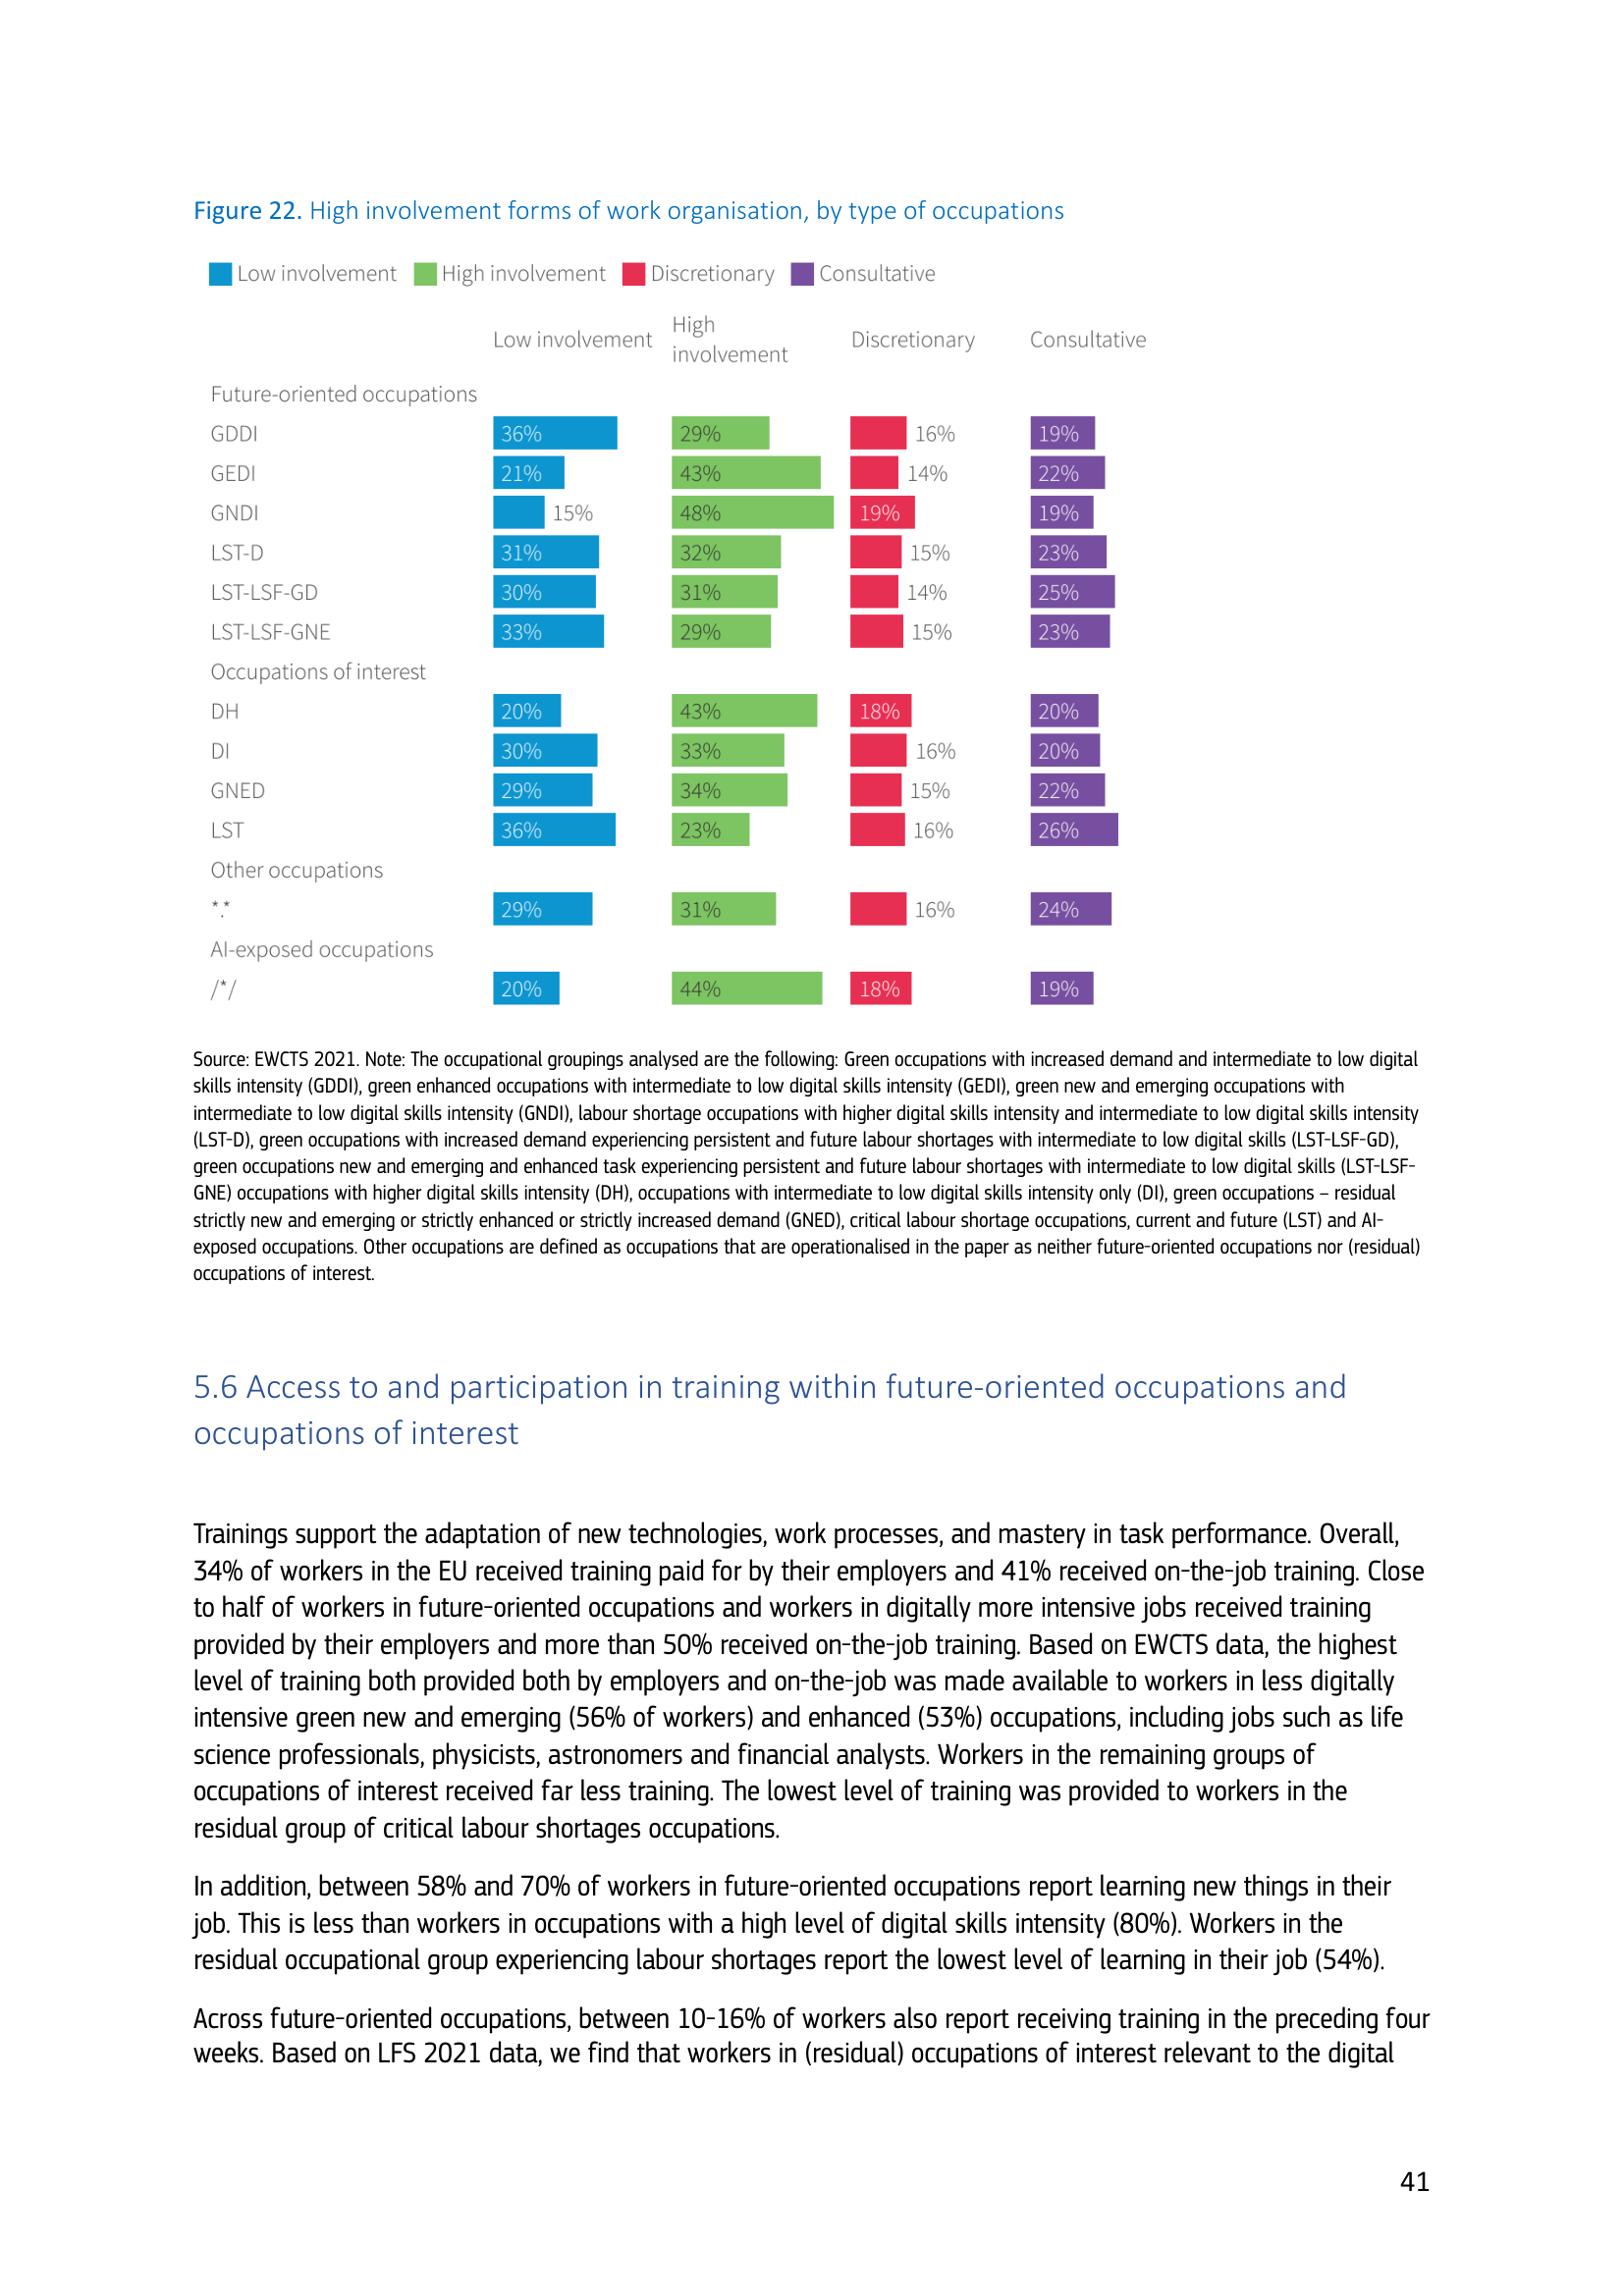 Figure 22. High involvement forms of work organisation, by type of occupations
Low involvement High involvement Discretionary Consultative
Low involvement High involvement Discretionary Consultative
Future-oriented occupations
GDDI 36% 29% 16% 19%
GEDI 21% 43% 14% 22%
GNDI 15% 48% 19% 19%
LST-D 31% 32% 15% 23%
LST-LSF-GD 30% 31% 14% 25%
LST-LSF-GNE 33% 29% 15% 23%
Occupations of interest
DH 20% 43% 18% 20%
DI 30% 33% 16% 20%
GNED 29% 34% 15% 22%
LST 36% 23% 16% 26%
Other occupations
*.* 29% 31% 16% 24%
AI-exposed occupations
/*/ 20% 44% 18% 19%
Source: EWCTS 2021. Note: The occupational groupings analysed are the following: Green occupations with increased demand and intermediate to low digital
skills intensity (GDDI), green enhanced occupations with intermediate to low digital skills intensity (GEDI), green new and emerging occupations with
intermediate to low digital skills intensity (GNDI), labour shortage occupations with higher digital skills intensity and intermediate to low digital skills intensity
(LST-D), green occupations with increased demand experiencing persistent and future labour shortages with intermediate to low digital skills (LST-LSF-GD),
green occupations new and emerging and enhanced task experiencing persistent and future labour shortages with intermediate to low digital skills (LST-LSF-
GNE) occupations with higher digital skills intensity (DH), occupations with intermediate to low digital skills intensity only (DI), green occupations – residual
strictly new and emerging or strictly enhanced or strictly increased demand (GNED), critical labour shortage occupations, current and future (LST) and AI-
exposed occupations. Other occupations are defined as occupations that are operationalised in the paper as neither future-oriented occupations nor (residual)
occupations of interest.
5.6 Access to and participation in training within future-oriented occupations and
occupations of interest
Trainings support the adaptation of new technologies, work processes, and mastery in task performance. Overall,
34% of workers in the EU received training paid for by their employers and 41% received on-the-job training. Close
to half of workers in future-oriented occupations and workers in digitally more intensive jobs received training
provided by their employers and more than 50% received on-the-job training. Based on EWCTS data, the highest
level of training both provided both by employers and on-the-job was made available to workers in less digitally
intensive green new and emerging (56% of workers) and enhanced (53%) occupations, including jobs such as life
science professionals, physicists, astronomers and financial analysts. Workers in the remaining groups of
occupations of interest received far less training. The lowest level of training was provided to workers in the
residual group of critical labour shortages occupations.
In addition, between 58% and 70% of workers in future-oriented occupations report learning new things in their
job. This is less than workers in occupations with a high level of digital skills intensity (80%). Workers in the
residual occupational group experiencing labour shortages report the lowest level of learning in their job (54%).
Across future-oriented occupations, between 10-16% of workers also report receiving training in the preceding four
weeks. Based on LFS 2021 data, we find that workers in (residual) occupations of interest relevant to the digital
41